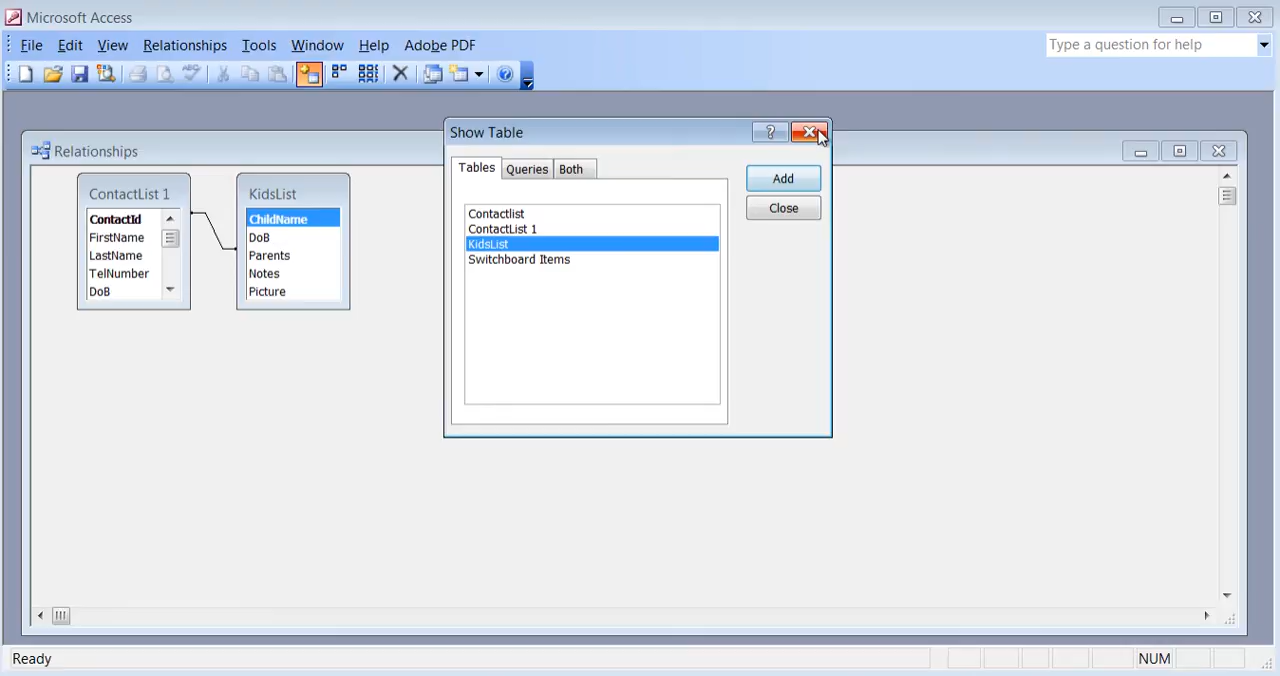 Microsoft Access
File Edit View Relationships Tools Window Help Adobe PDF
Type a question for help
Relationships
ContactList 1
ContactId
FirstName
LastName
TelNumber
DoB
KidsList
ChildName
DoB
Parents
Notes
Picture
Show Table
Tables Queries Both
Contactlist
ContactList 1
KidsList
Switchboard Items
Add
Close
Ready
NUM